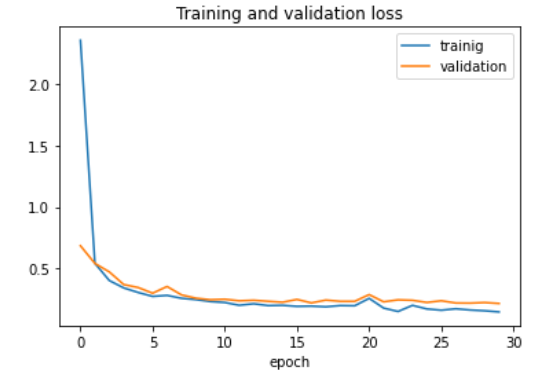 Training and validation loss
trainig
validation
2.0
1.5
1.0
0.5
0 5 10 15 20 25 30
epoch